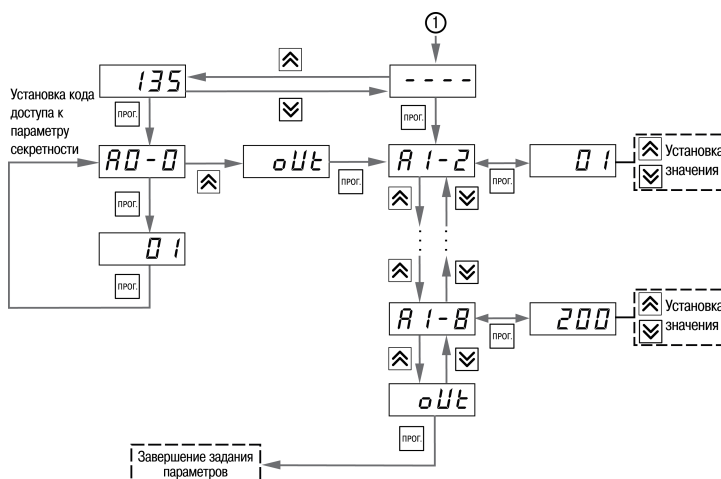 1
135
- - - -
Установка кода
доступа к
параметру
секретности
ПРОГ.
ПРОГ.
A0-0
oUt
A1-2
01
Установка
значения
ПРОГ.
ПРОГ.
ПРОГ.
01
ПРОГ.
A1-8
200
Установка
значения
ПРОГ.
oUt
ПРОГ.
Завершение задания
параметров